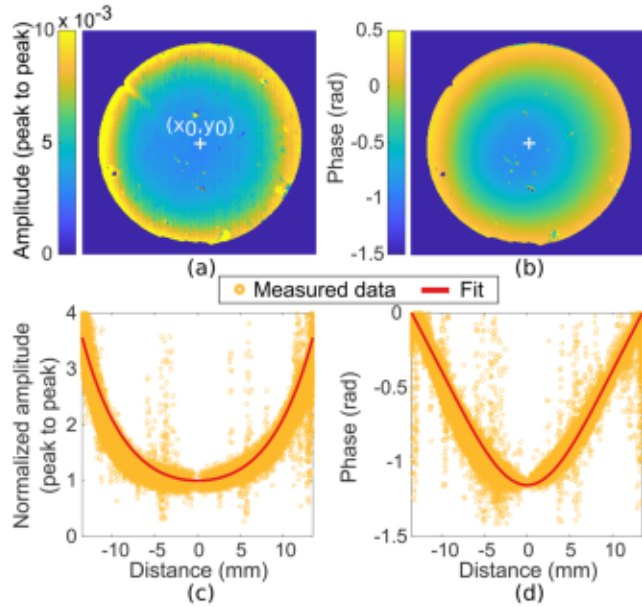 10 × 10-3
5
0
Amplitude (peak to peak)
(x0,y0)
(a)
0.5
0
-0.5
-1
-1.5
Phase (rad)
(b)
Measured data
Fit
4
3
2
1
0
Normalized amplitude
(peak to peak)
-10 -5 0 5 10
Distance (mm)
(c)
0
-0.5
-1
-1.5
Phase (rad)
-10 -5 0 5 10
Distance (mm)
(d)